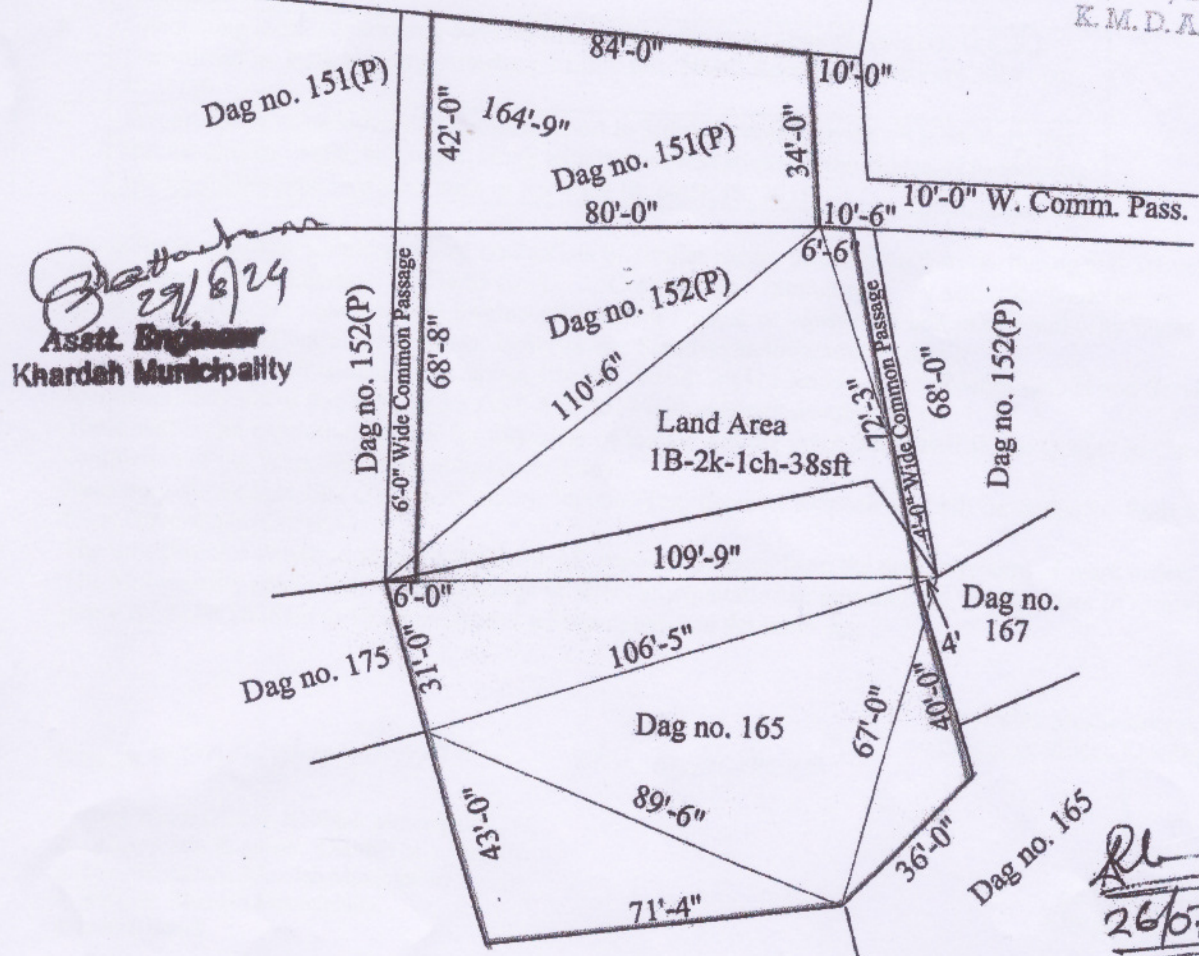 K.M.D.A
84'-0"
10'-0"
Dag no. 151(P)
42'-0"
164'-9"
Dag no. 151(P)
34'-0"
10'-0" W. Comm. Pass.
80'-0"
10'-6"
6'-6"
29/8/24
Asstt. Engineer
Khardah Municipality
Dag no. 152(P)
6'-0" Wide Common Passage
68'-8"
Dag no. 152(P)
110'-6"
72'-3"
4'-0" Wide Common Passage
68'-0"
Dag no. 152(P)
Land Area
1B-2k-1ch-38sft
109'-9"
6'-0"
Dag no.
167
4'
Dag no. 175
31'-0"
106'-5"
40'-0"
Dag no. 165
67'-0"
43'-0"
89'-6"
36'-0"
Dag no. 165
71'-4"